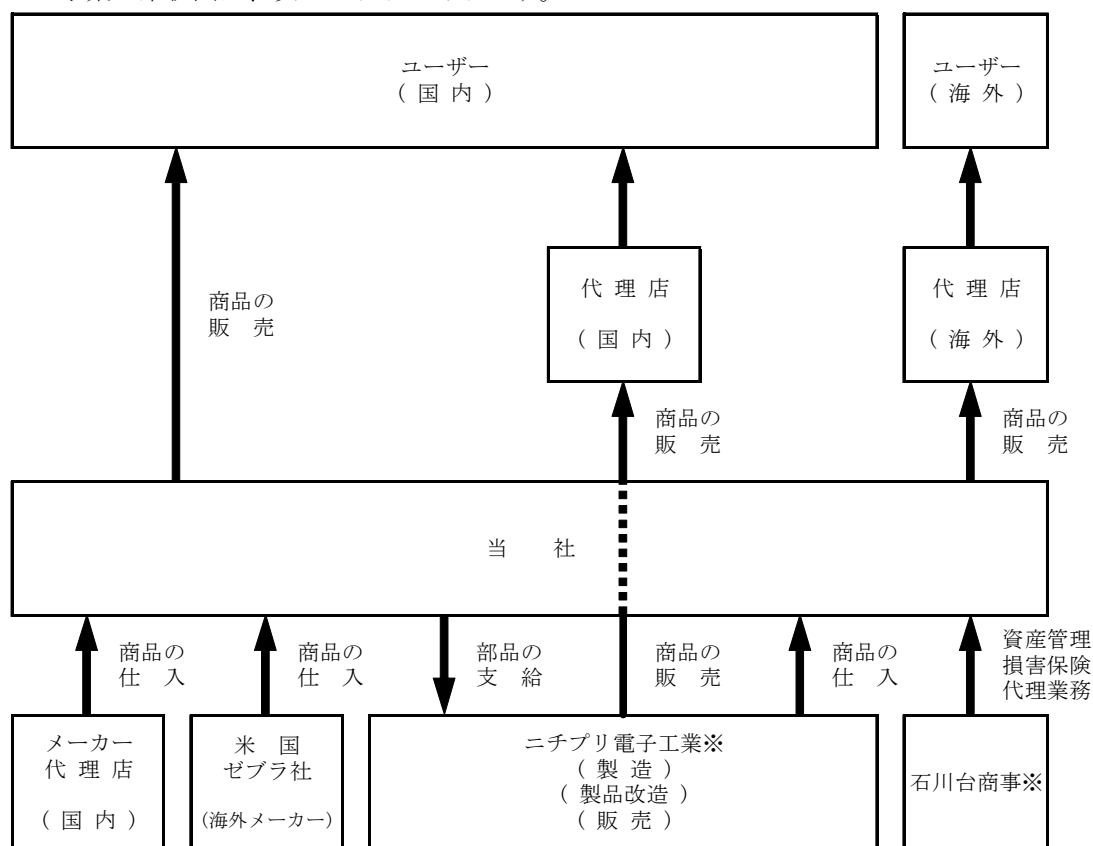 ユーザー
( 国 内 )
ユーザー
( 海 外 )
代 理 店
( 国 内 )
代 理 店
( 海 外 )
商品の
販 売
商品の
販 売
商品の
販 売
当 社
商品の
仕 入
商品の
仕 入
部品の
支 給
商品の
販 売
商品の
仕 入
資産管理
損害保険
代理業務
メーカー
代 理 店
( 国 内 )
米 国
ゼブラ社
(海外メーカー)
ニチプリ電子工業※
( 製 造 )
( 製品改造 )
( 販 売 )
石川台商事※